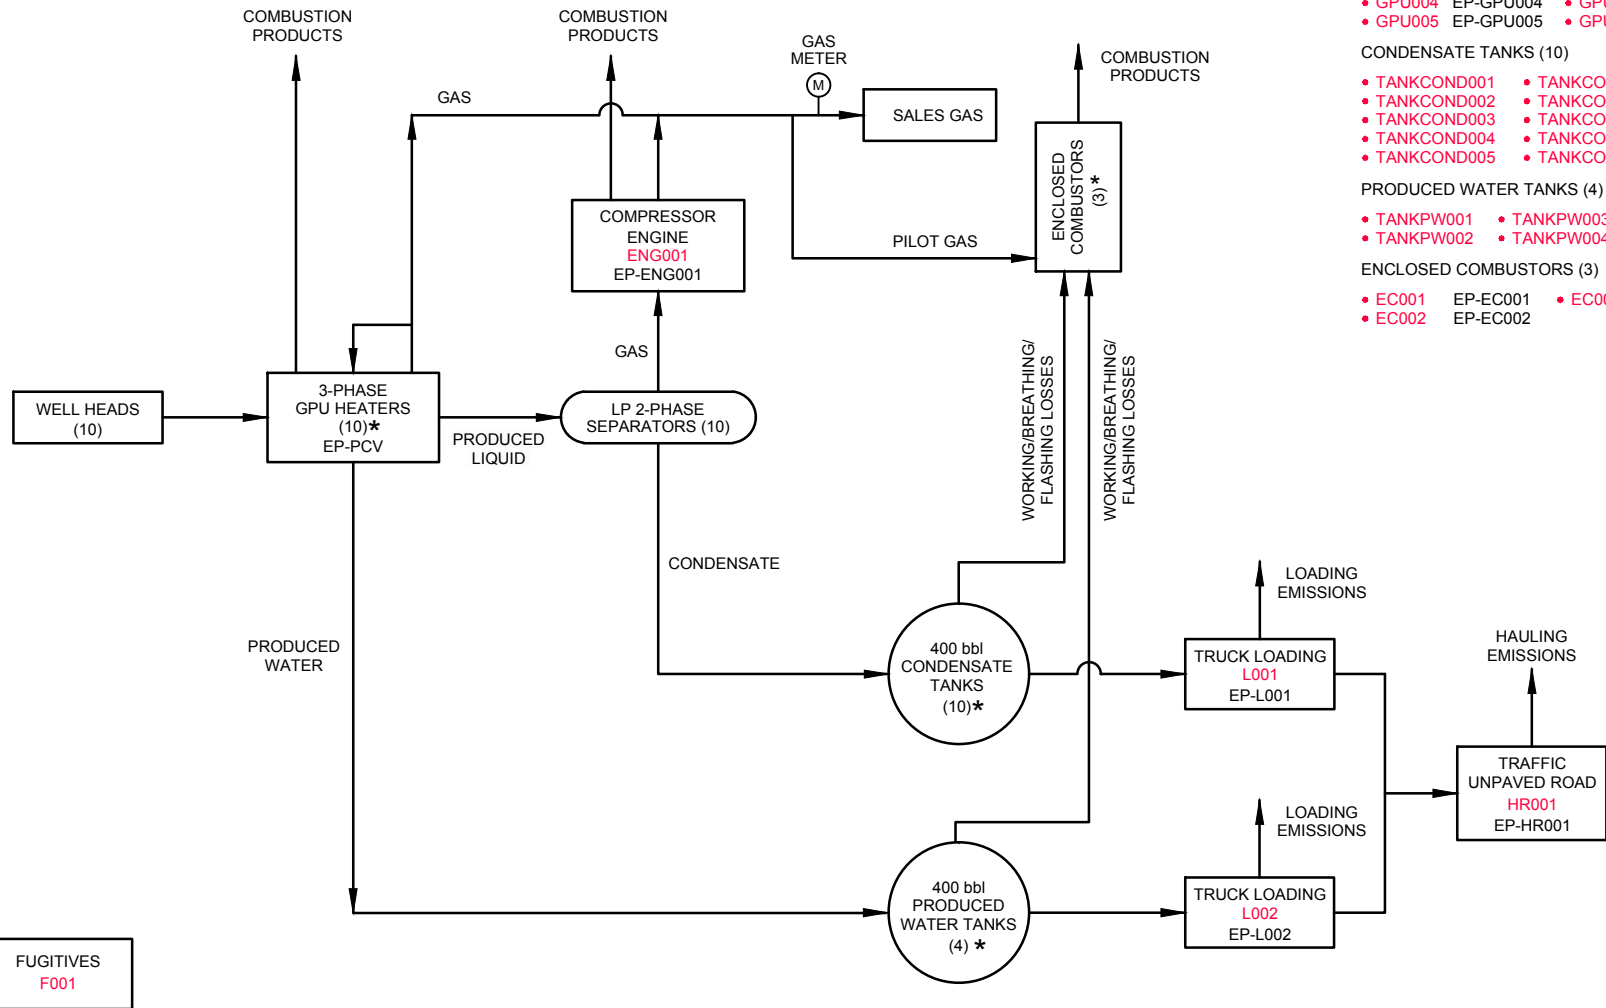 COMBUSTION
PRODUCTS
COMBUSTION
PRODUCTS
GAS
METER
M
COMBUSTION
PRODUCTS
GAS
SALES GAS
ENCLOSED
COMBUSTORS
(3)*
COMPRESSOR
ENGINE
ENG001
EP-ENG001
PILOT GAS
GAS
WELL HEADS
(10)
3-PHASE
GPU HEATERS
(10)*
EP-PCV
PRODUCED
LIQUID
LP 2-PHASE
SEPARATORS (10)
WORKING/BREATHING/
FLASHING LOSSES
WORKING/BREATHING/
FLASHING LOSSES
CONDENSATE
PRODUCED
WATER
400 bbl
CONDENSATE
TANKS
(10)*
LOADING
EMISSIONS
TRUCK LOADING
L001
EP-L001
HAULING
EMISSIONS
TRAFFIC
UNPAVED ROAD
HR001
EP-HR001
400 bbl
PRODUCED
WATER TANKS
(4) *
LOADING
EMISSIONS
TRUCK LOADING
L002
EP-L002
FUGITIVES
F001
• GPU004 EP-GPU004 •
• GPU005 EP-GPU005 •
CONDENSATE TANKS (10)
• TANKCOND001 •
• TANKCOND002 •
• TANKCOND003 •
• TANKCOND004 •
• TANKCOND005 •
PRODUCED WATER TANKS (4)
• TANKPW001 • TANKPW003
• TANKPW002 • TANKPW004
ENCLOSED COMBUSTORS (3)
• EC001 EP-EC001 •
• EC002 EP-EC002